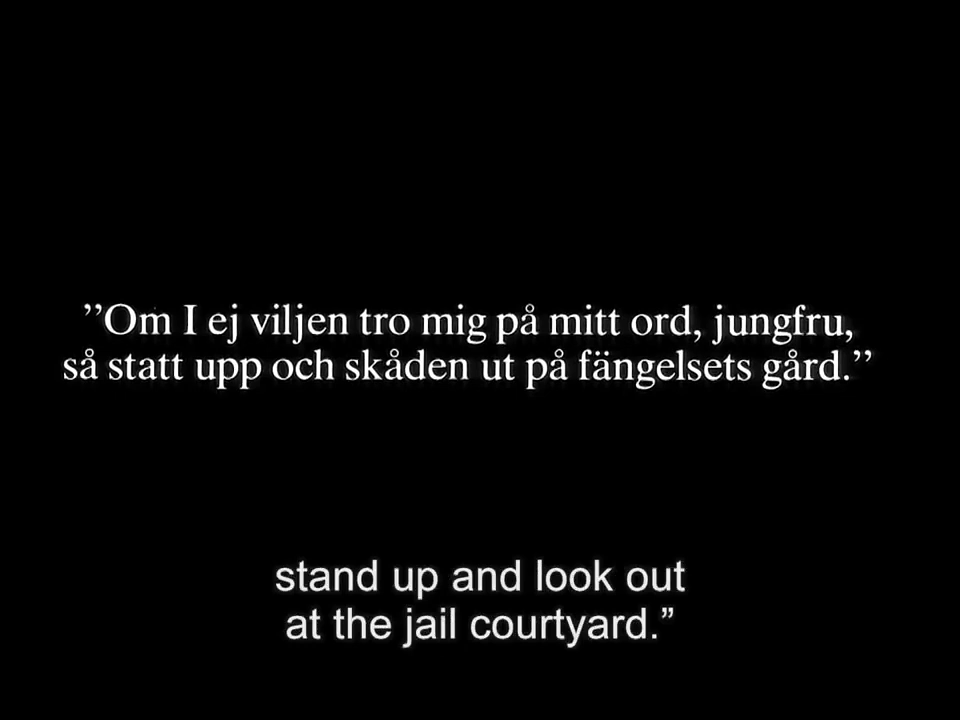 ”Om I ej viljen tro mig på mitt ord, jungfru,
så statt upp och skåden ut på fängelsets gård.”
stand up and look out
at the jail courtyard.”